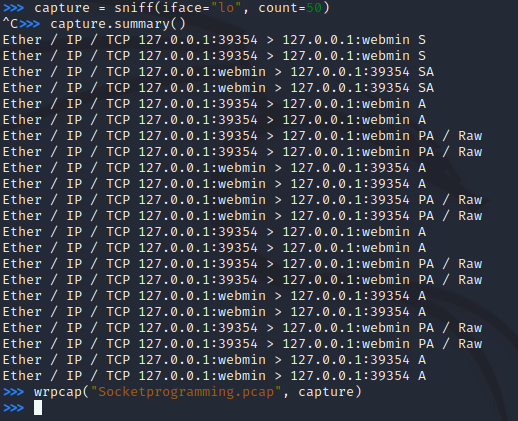 >>> capture = sniff(iface="lo", count=50)
^C>>> capture.summary()
Ether / IP / TCP 127.0.0.1:39354 > 127.0.0.1:webmin S
Ether / IP / TCP 127.0.0.1:39354 > 127.0.0.1:webmin S
Ether / IP / TCP 127.0.0.1:webmin > 127.0.0.1:39354 SA
Ether / IP / TCP 127.0.0.1:webmin > 127.0.0.1:39354 SA
Ether / IP / TCP 127.0.0.1:39354 > 127.0.0.1:webmin A
Ether / IP / TCP 127.0.0.1:39354 > 127.0.0.1:webmin A
Ether / IP / TCP 127.0.0.1:39354 > 127.0.0.1:webmin PA / Raw
Ether / IP / TCP 127.0.0.1:39354 > 127.0.0.1:webmin PA / Raw
Ether / IP / TCP 127.0.0.1:webmin > 127.0.0.1:39354 A
Ether / IP / TCP 127.0.0.1:webmin > 127.0.0.1:39354 A
Ether / IP / TCP 127.0.0.1:webmin > 127.0.0.1:39354 PA / Raw
Ether / IP / TCP 127.0.0.1:webmin > 127.0.0.1:39354 PA / Raw
Ether / IP / TCP 127.0.0.1:39354 > 127.0.0.1:webmin A
Ether / IP / TCP 127.0.0.1:39354 > 127.0.0.1:webmin A
Ether / IP / TCP 127.0.0.1:39354 > 127.0.0.1:webmin PA / Raw
Ether / IP / TCP 127.0.0.1:39354 > 127.0.0.1:webmin PA / Raw
Ether / IP / TCP 127.0.0.1:webmin > 127.0.0.1:39354 A
Ether / IP / TCP 127.0.0.1:webmin > 127.0.0.1:39354 A
Ether / IP / TCP 127.0.0.1:39354 > 127.0.0.1:webmin PA / Raw
Ether / IP / TCP 127.0.0.1:39354 > 127.0.0.1:webmin PA / Raw
Ether / IP / TCP 127.0.0.1:webmin > 127.0.0.1:39354 A
Ether / IP / TCP 127.0.0.1:webmin > 127.0.0.1:39354 A
>>> wrpcap("Socketprogramming.pcap", capture)
>>>